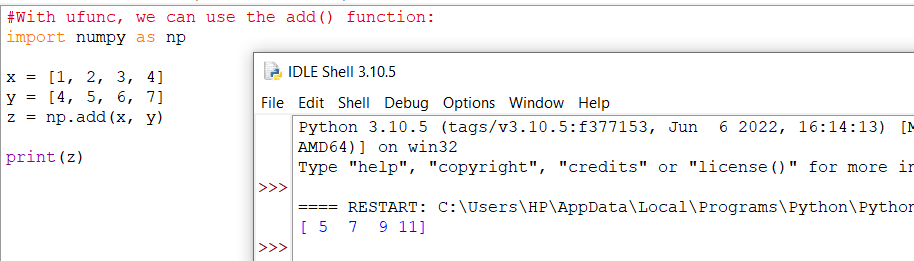 #With ufunc, we can use the add() function:
import numpy as np
x = [1, 2, 3, 4]
y = [4, 5, 6, 7]
z = np.add(x, y)
print(z)
IDLE Shell 3.10.5
File Edit Shell Debug Options Window Help
Python 3.10.5 (tags/v3.10.5:f377153, Jun  6 2022, 16:14:13) [M
AMD64)] on win32
Type "help", "copyright", "credits" or "license()" for more in
>>>
==== RESTART: C:\Users\HP\AppData\Local\Programs\Python\Python
[ 5  7  9 11]
>>>